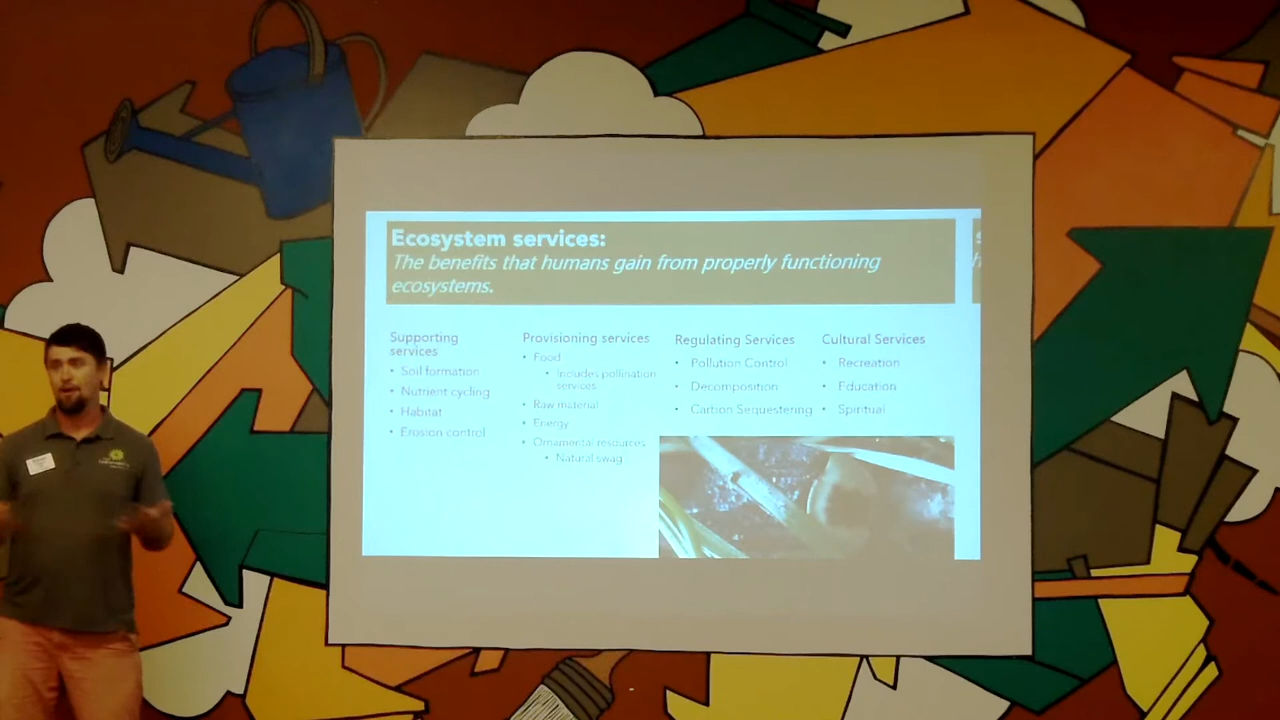 Ecosystem services:
The benefits that humans gain from properly functioning
ecosystems.
Supporting
services
• Soil formation
• Nutrient cycling
• Habitat
• Erosion control
Provisioning services
• Food
• Includes pollination
services
• Raw material
• Energy
• Ornamental resources
• Natural swag
Regulating Services
• Pollution Control
• Decomposition
• Carbon Sequestering
Cultural Services
• Recreation
• Education
• Spiritual